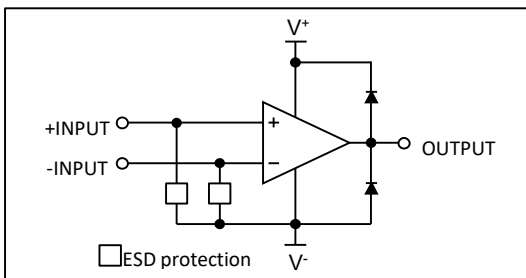 V⁺
+INPUT
+
-INPUT
−
OUTPUT
ESD protection
V⁻